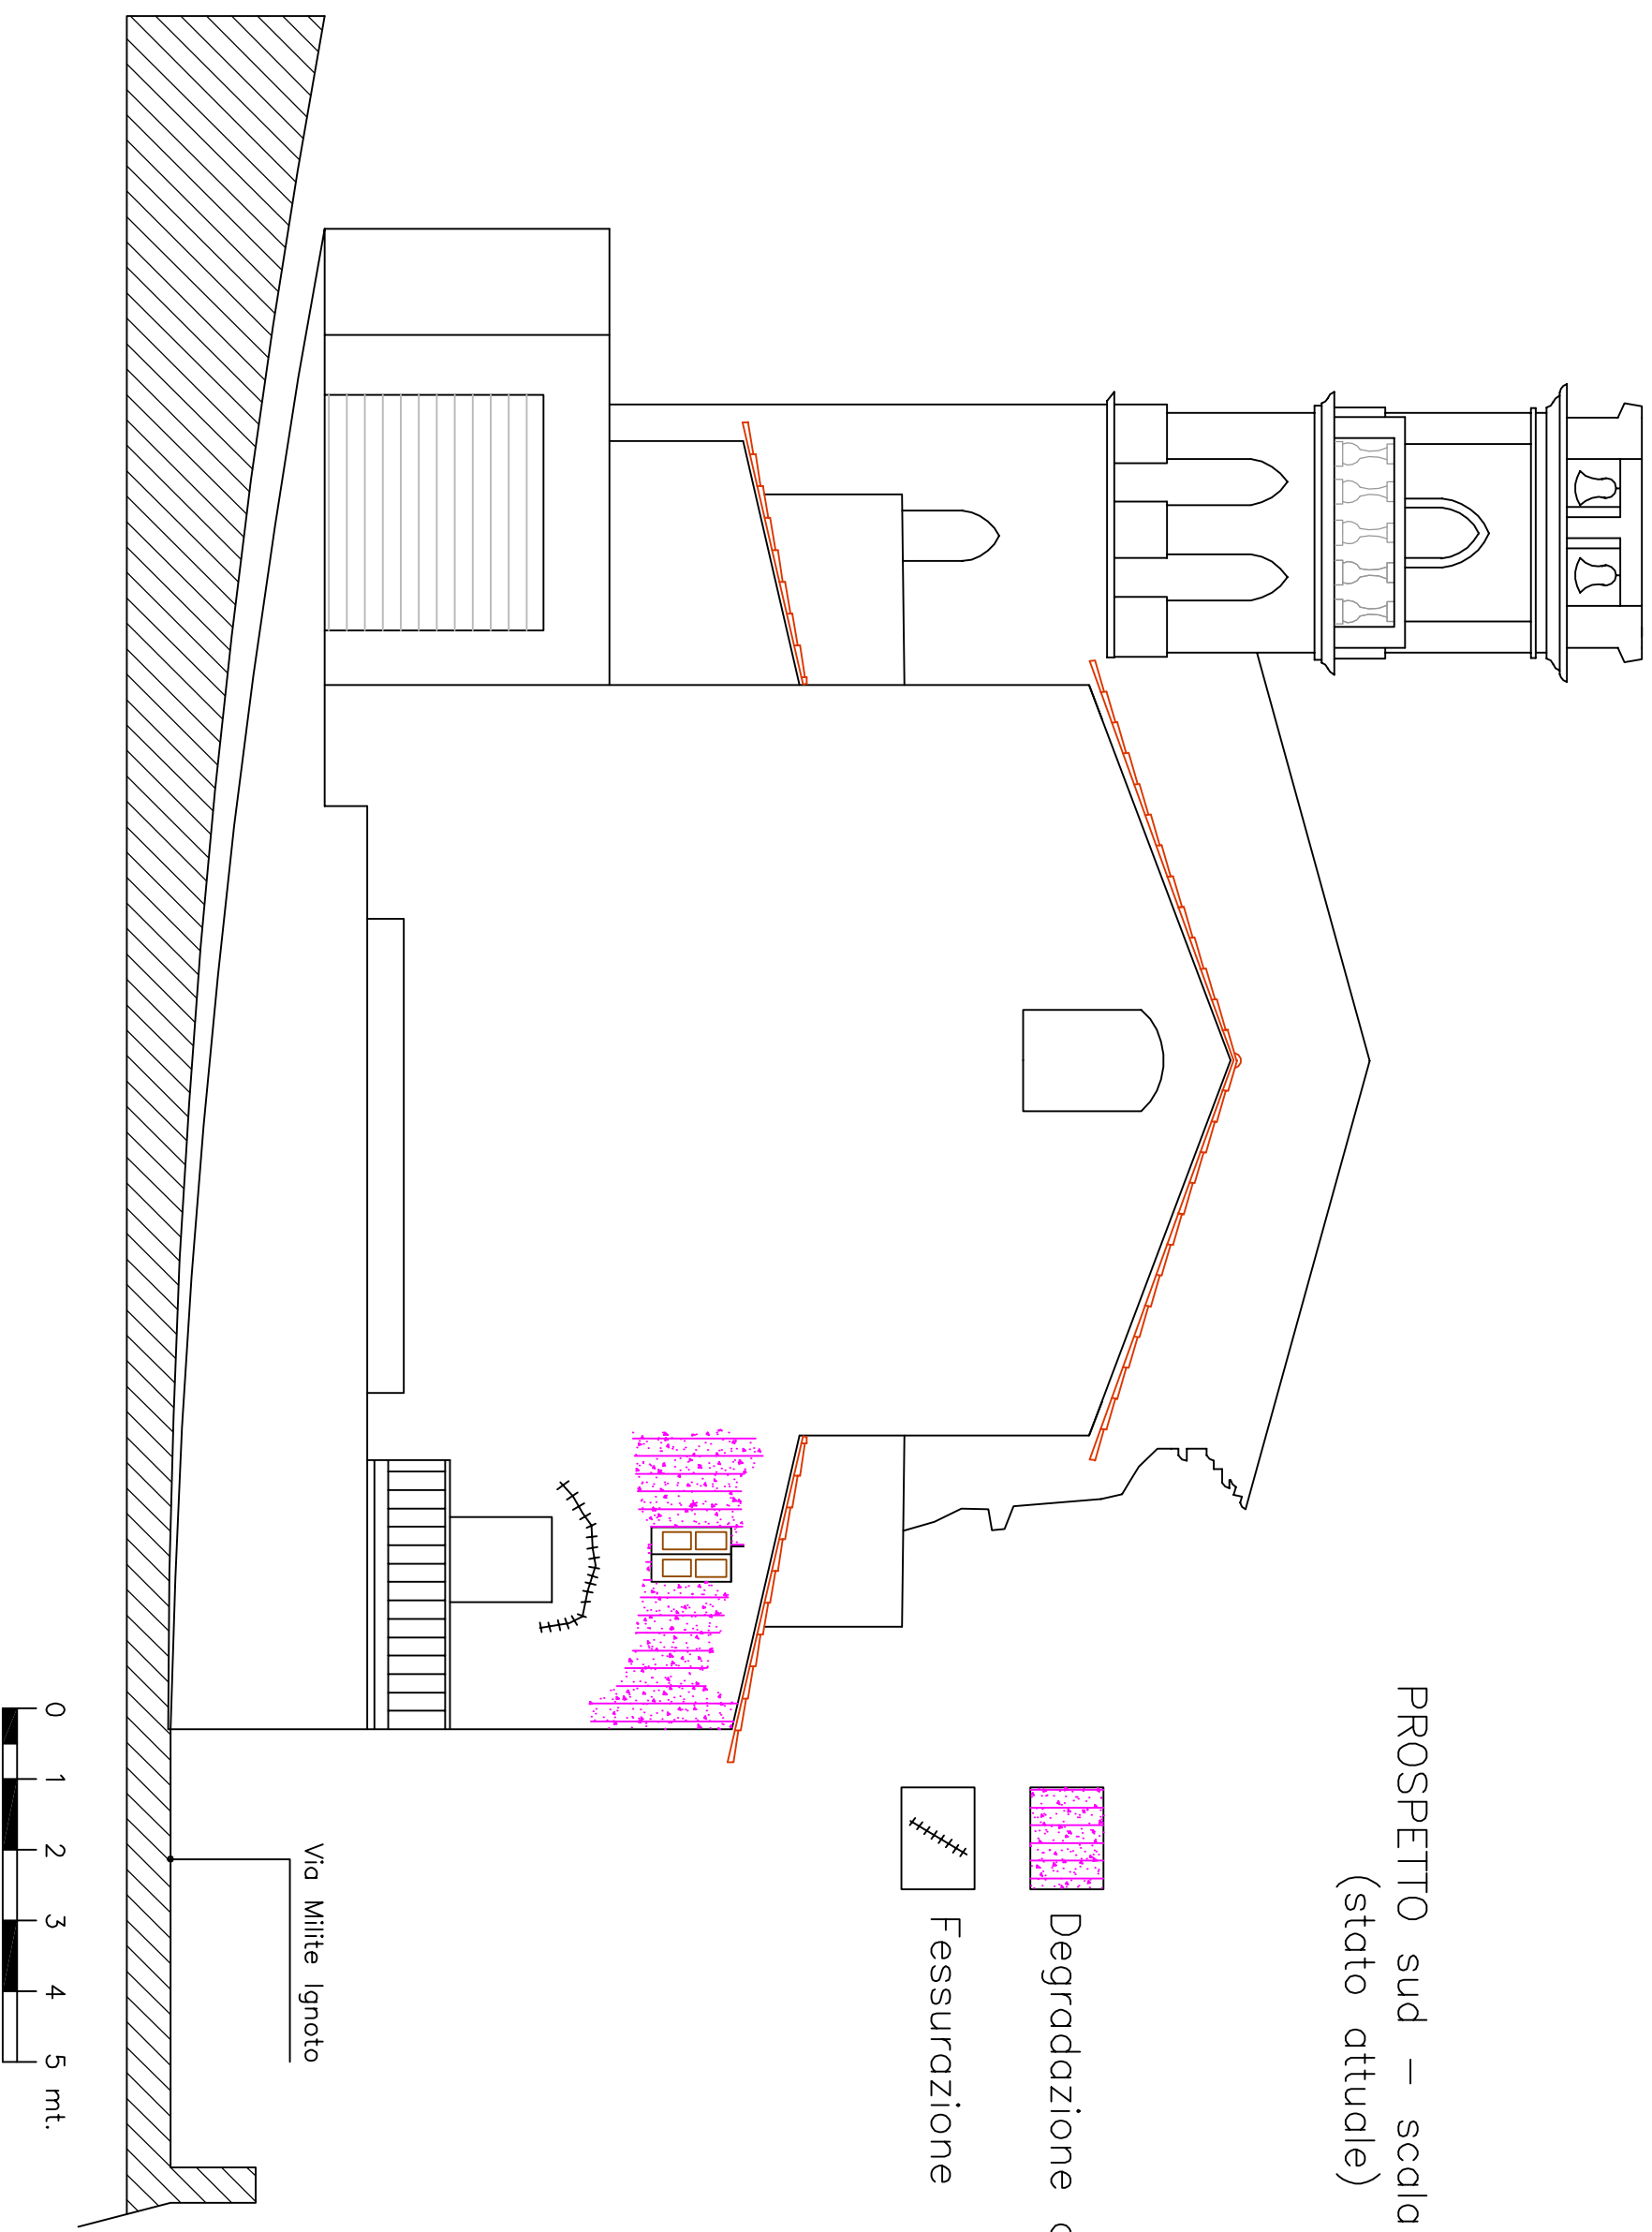 PROSPETTO sud – scala
(stato attuale)
Degradazione
Fessurazione
Via Milite Ignoto
0 1 2 3 4 5 mt.